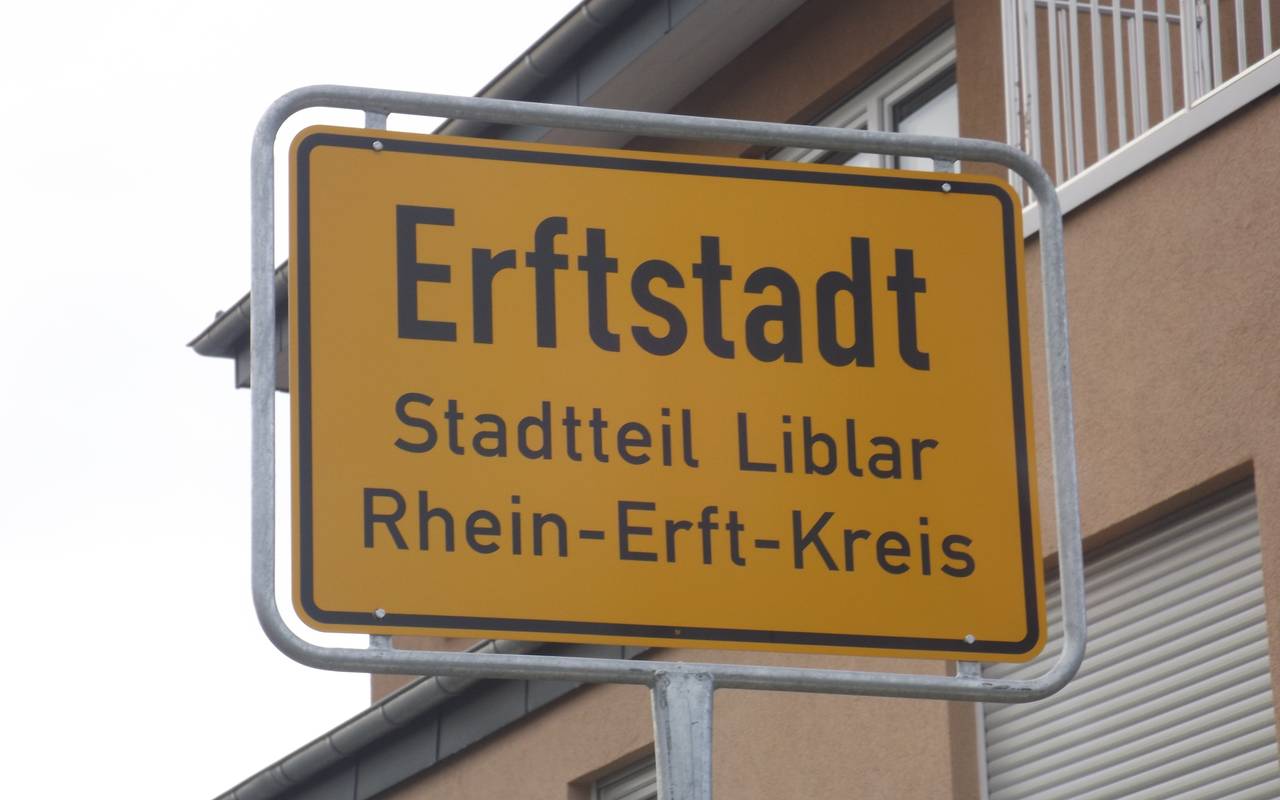 Erftstadt
Stadtteil Liblar
Rhein-Erft-Kreis